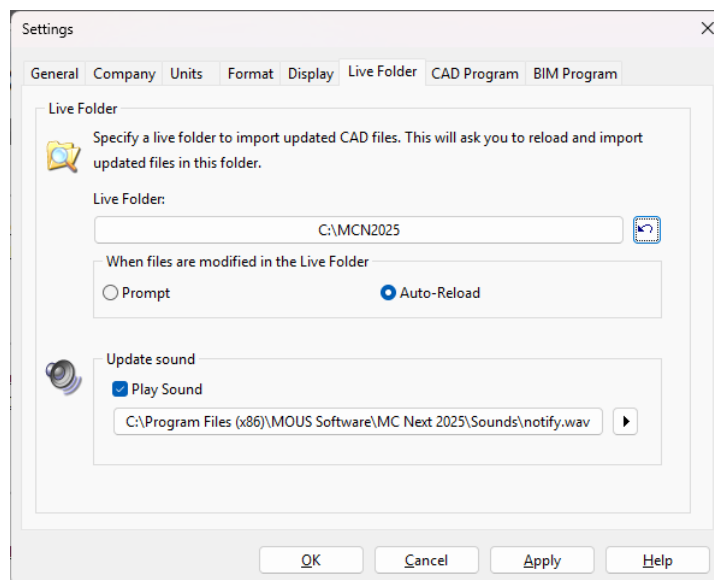 Settings
General Company Units Format Display Live Folder CAD Program BIM Program
Live Folder
Specify a live folder to import updated CAD files. This will ask you to reload and import
updated files in this folder.
Live Folder:
C:\MCN2025
When files are modified in the Live Folder
Prompt Auto-Reload
Update sound
Play Sound
C:\Program Files (x86)\MOUS Software\MC Next 2025\Sounds\notify.wav
OK Cancel Apply Help